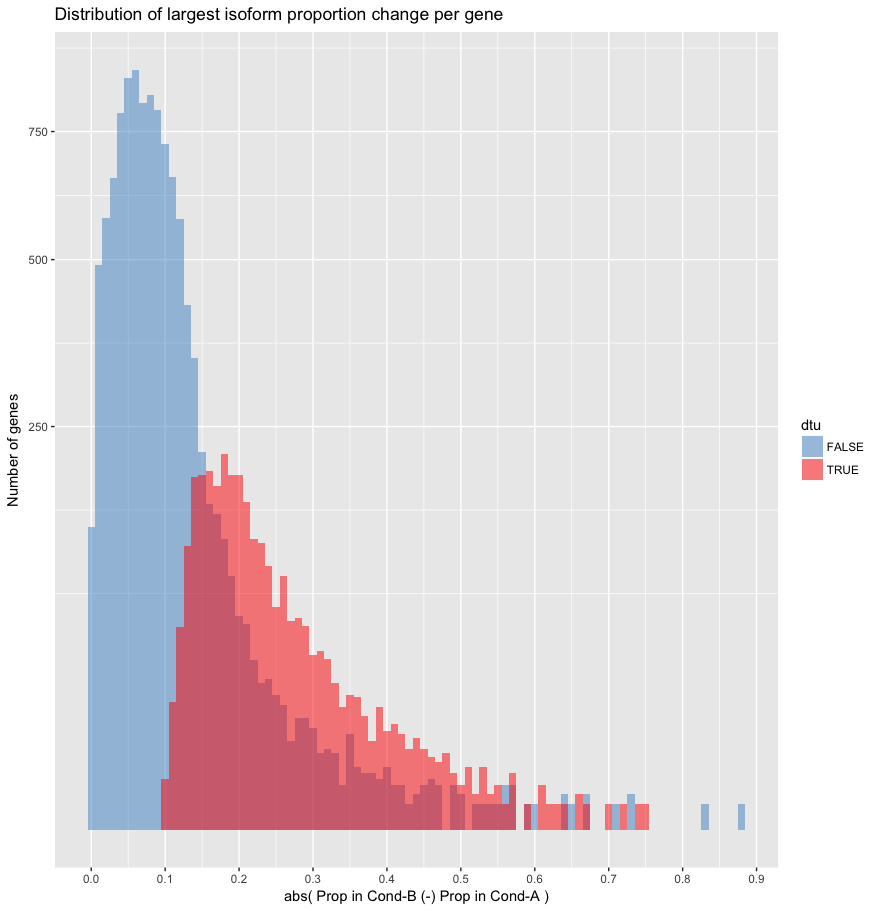 Distribution of largest isoform proportion change per gene
750
500
250
Number of genes
0.0 0.1 0.2 0.3 0.4 0.5 0.6 0.7 0.8 0.9
abs( Prop in Cond-B (-) Prop in Cond-A )
dtu
FALSE
TRUE